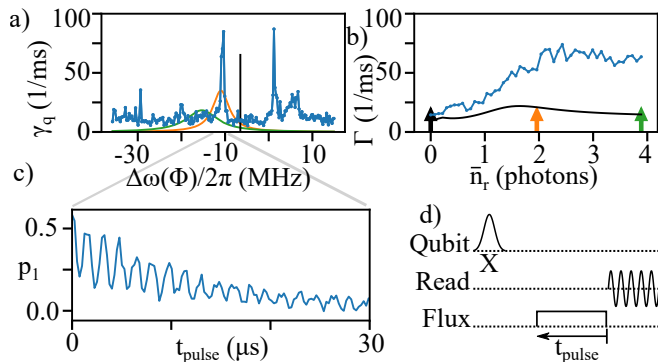 a)
100
50
0
γq (1/ms)
-30
-10
10
Δω(Φ)/2π (MHz)
b)
100
50
0
Γ (1/ms)
0
1
2
3
4
n̄r (photons)
c)
0.5
0.0
p1
0
10
20
30
tpulse (μs)
d)
Qubit
X
Read
Flux
tpulse